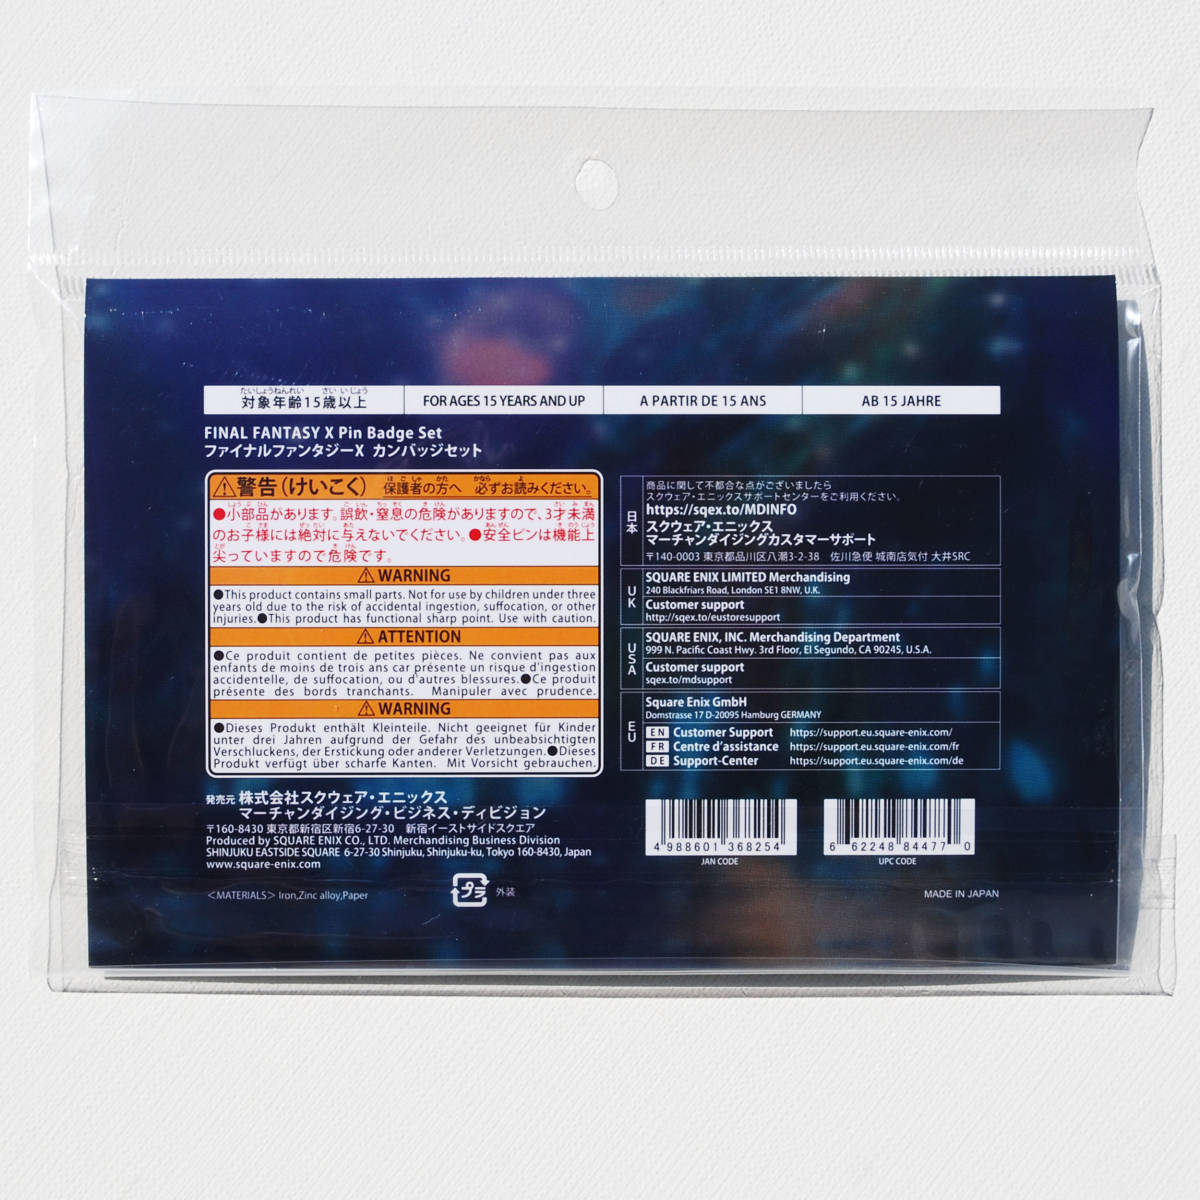 たいしょうねんれい さい いじょう
対象年齢15歳以上
FOR AGES 15 YEARS AND UP
A PARTIR DE 15 ANS
AB 15 JAHRE
FINAL FANTASY X Pin Badge Set
ファイナルファンタジーX カンバッジセット
⚠警告(けいこく) 保護者の方へ 必ずお読みください。
●小部品があります。誤飲・窒息の危険がありますので、3才未満
のお子様には絶対に与えないでください。●安全ピンは機能上
尖っていますので危険です。
⚠WARNING
●This product contains small parts. Not for use by children under three
years old due to the risk of accidental ingestion, suffocation, or other
injuries.●This product has functional sharp point. Use with caution.
⚠ATTENTION
●Ce produit contient de petites pièces. Ne convient pas aux
enfants de moins de trois ans car présente un risque d'ingestion
accidentelle, de suffocation, ou d'autres blessures.●Ce produit
présente des bords tranchants. Manipuler avec prudence.
⚠WARNING
●Dieses Produkt enthält Kleinteile. Nicht geeignet für Kinder
unter drei Jahren aufgrund der Gefahr des unbeabsichtigten
Verschluckens, der Erstickung oder anderer Verletzungen.●Dieses
Produkt verfügt über scharfe Kanten. Mit Vorsicht gebrauchen.
日本
商品に関して不都合な点がございましたら
スクウェア・エニックスサポートセンターをご利用ください。
https://sqex.to/MDINFO
スクウェア・エニックス
マーチャンダイジングカスタマーサポート
〒140-0003 東京都品川区八潮3-2-38 佐川急便 城南店気付 大井SRC
UK
SQUARE ENIX LIMITED Merchandising
240 Blackfriars Road, London SE1 8NW, U.K.
Customer support
http://sqex.to/eustoresupport
USA
SQUARE ENIX, INC. Merchandising Department
999 N. Pacific Coast Hwy. 3rd Floor, El Segundo, CA 90245, U.S.A.
Customer support
sqex.to/mdsupport
EU
Square Enix GmbH
Domstrasse 17 D-20095 Hamburg GERMANY
EN Customer Support https://support.eu.square-enix.com/
FR Centre d'assistance https://support.eu.square-enix.com/fr
DE Support-Center https://support.eu.square-enix.com/de
発売元 株式会社スクウェア・エニックス
マーチャンダイジング・ビジネス・ディビジョン
〒160-8430 東京都新宿区新宿6-27-30 新宿イーストサイドスクエア
Produced by SQUARE ENIX CO., LTD. Merchandising Business Division
SHINJUKU EASTSIDE SQUARE 6-27-30 Shinjuku, Shinjuku-ku, Tokyo 160-8430, Japan
www.square-enix.com
4 988601 368254
JAN CODE
6 62248 84477 0
UPC CODE
<MATERIALS> Iron,Zinc alloy,Paper
プラ 外装
MADE IN JAPAN